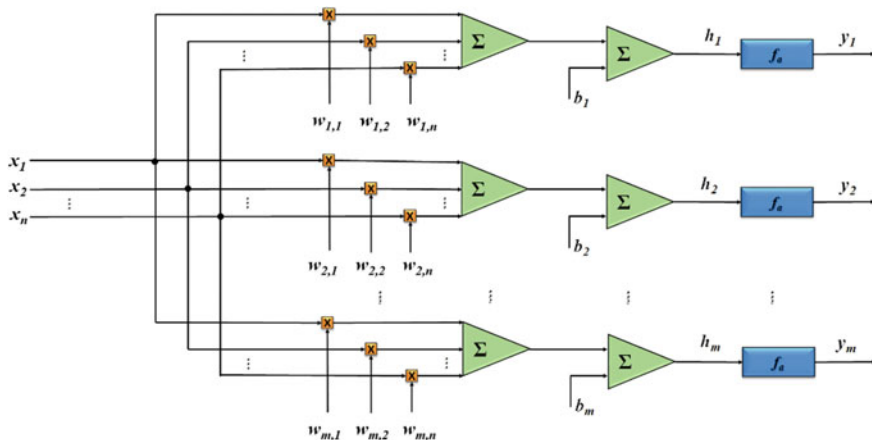 x1 x2 xn
X X X Σ Σ h1 fa y1
w1,1 w1,2 w1,n b1
X X X Σ Σ h2 fa y2
w2,1 w2,2 w2,n b2
X X X Σ Σ hm fa ym
wm,1 wm,2 wm,n bm